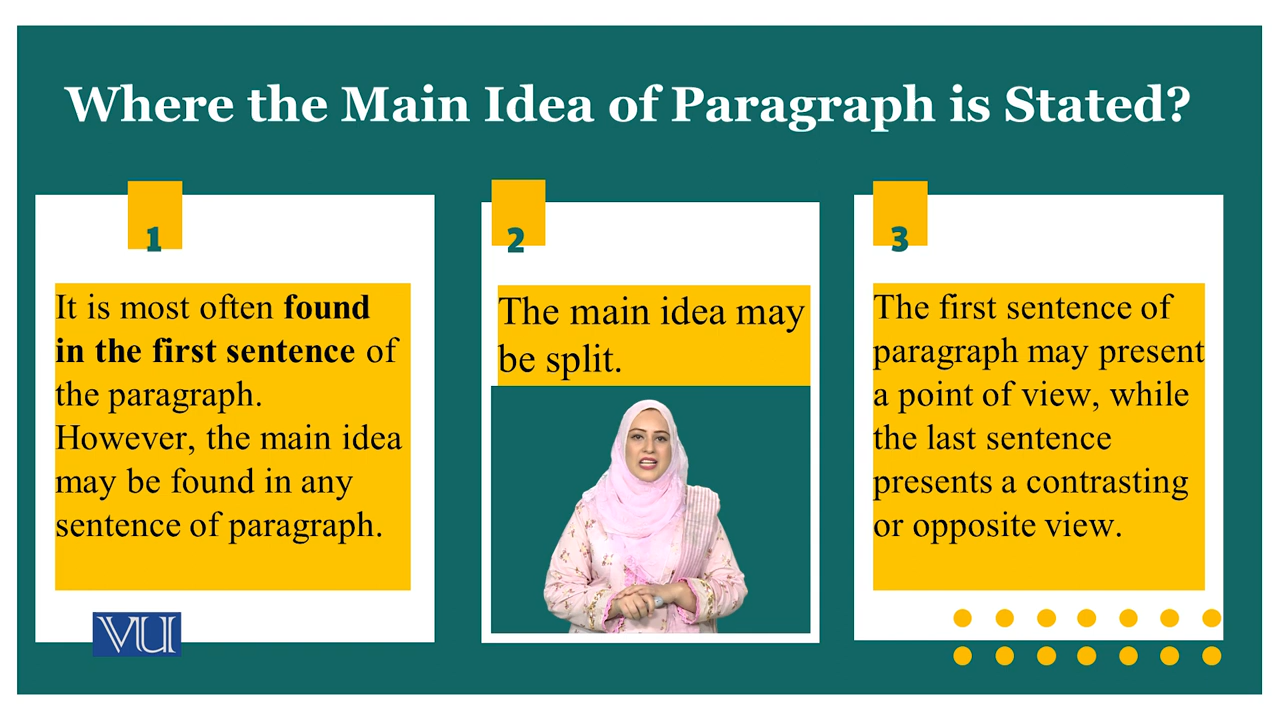 Where the Main Idea of Paragraph is Stated?
1
It is most often found
in the first sentence of
the paragraph.
However, the main idea
may be found in any
sentence of paragraph.
2
The main idea may
be split.
3
The first sentence of
paragraph may present
a point of view, while
the last sentence
presents a contrasting
or opposite view.
VU